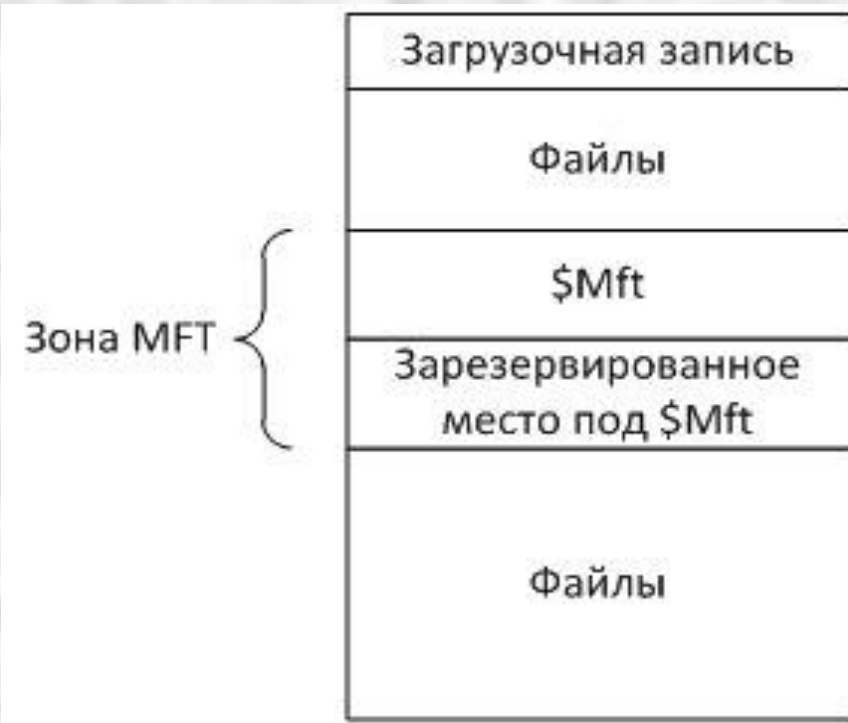 Загрузочная запись
Файлы
$Mft
Зона MFT
Зарезервированное
место под $Mft
Файлы